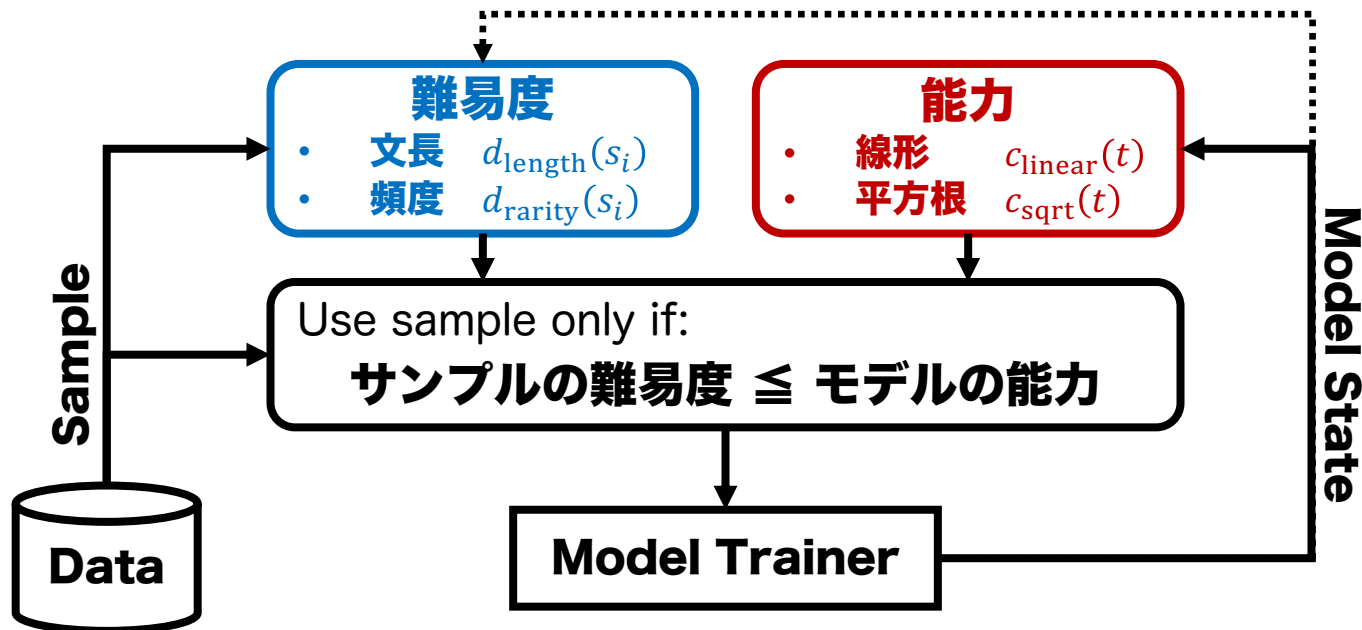 難易度
• 文長 d_length(s_i)
• 頻度 d_rarity(s_i)
能力
• 線形 c_linear(t)
• 平方根 c_sqrt(t)
Use sample only if:
サンプルの難易度 ≦ モデルの能力
Sample
Data
Model Trainer
Model State